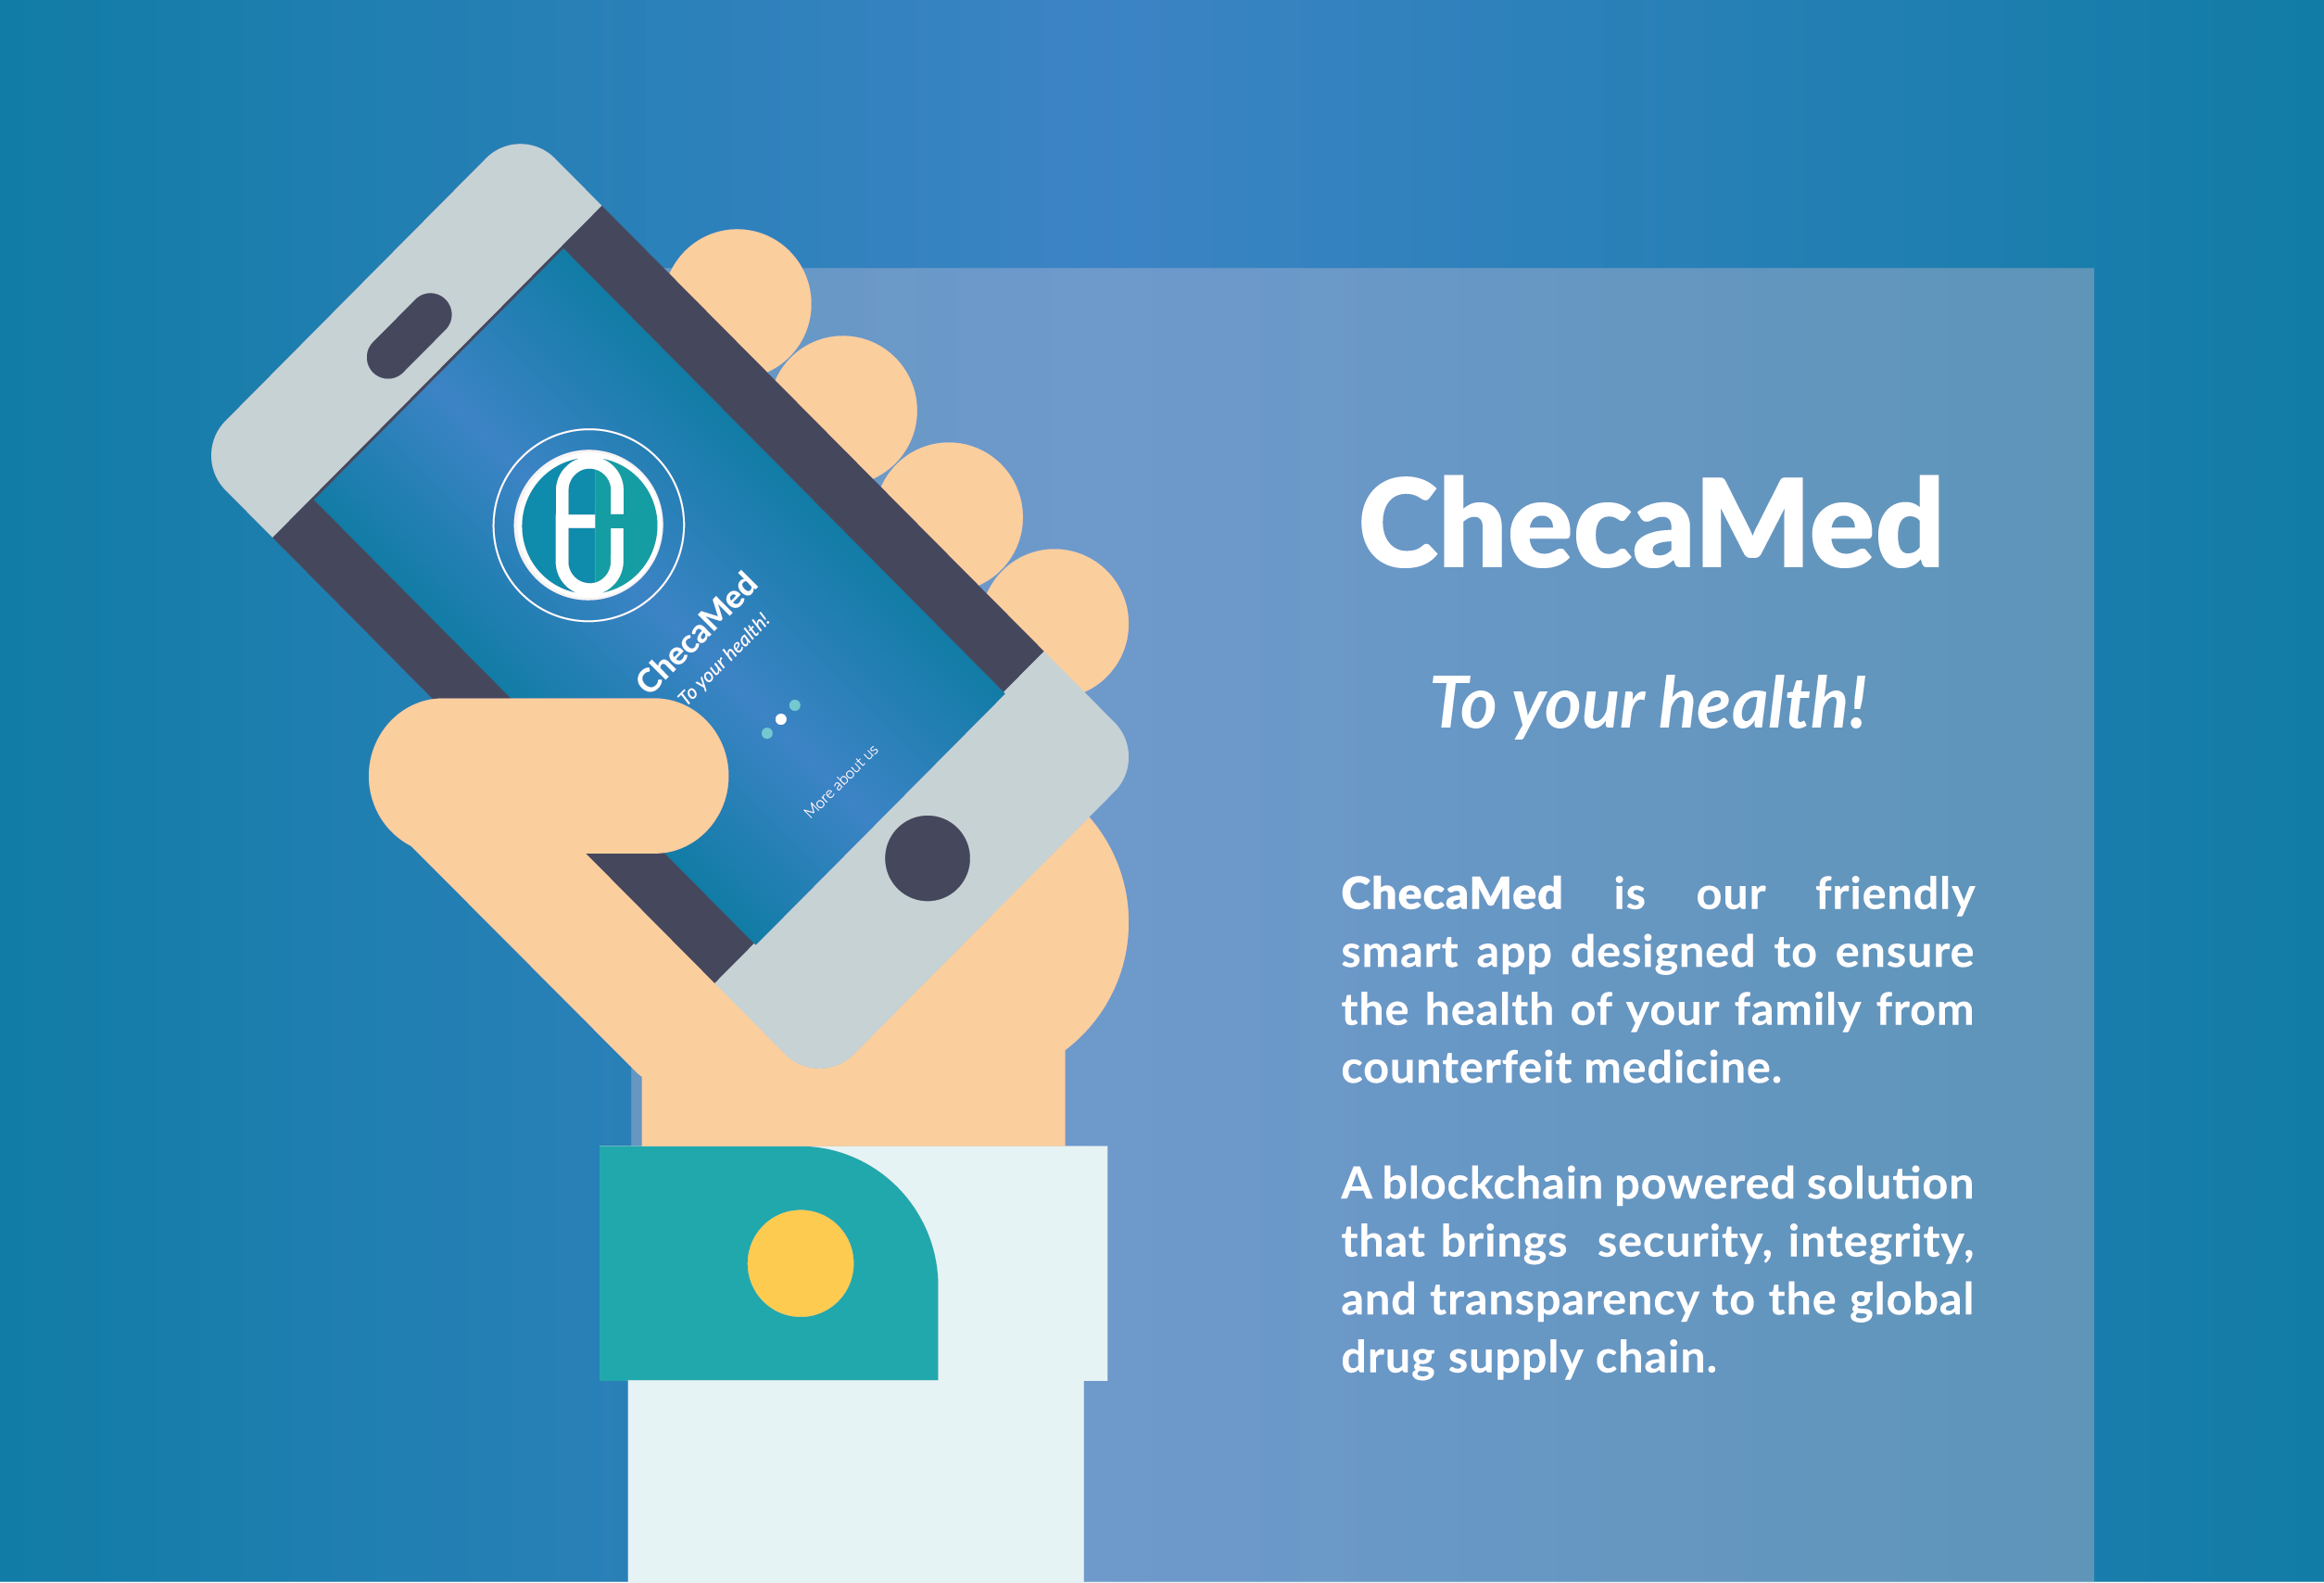 ChecaMed
To your health!
More about us
ChecaMed
To your health!
ChecaMed is our friendly
smart app designed to ensure
the health of your family from
counterfeit medicine.
A blockchain powered solution
that brings security, integrity,
and transparency to the global
drug supply chain.